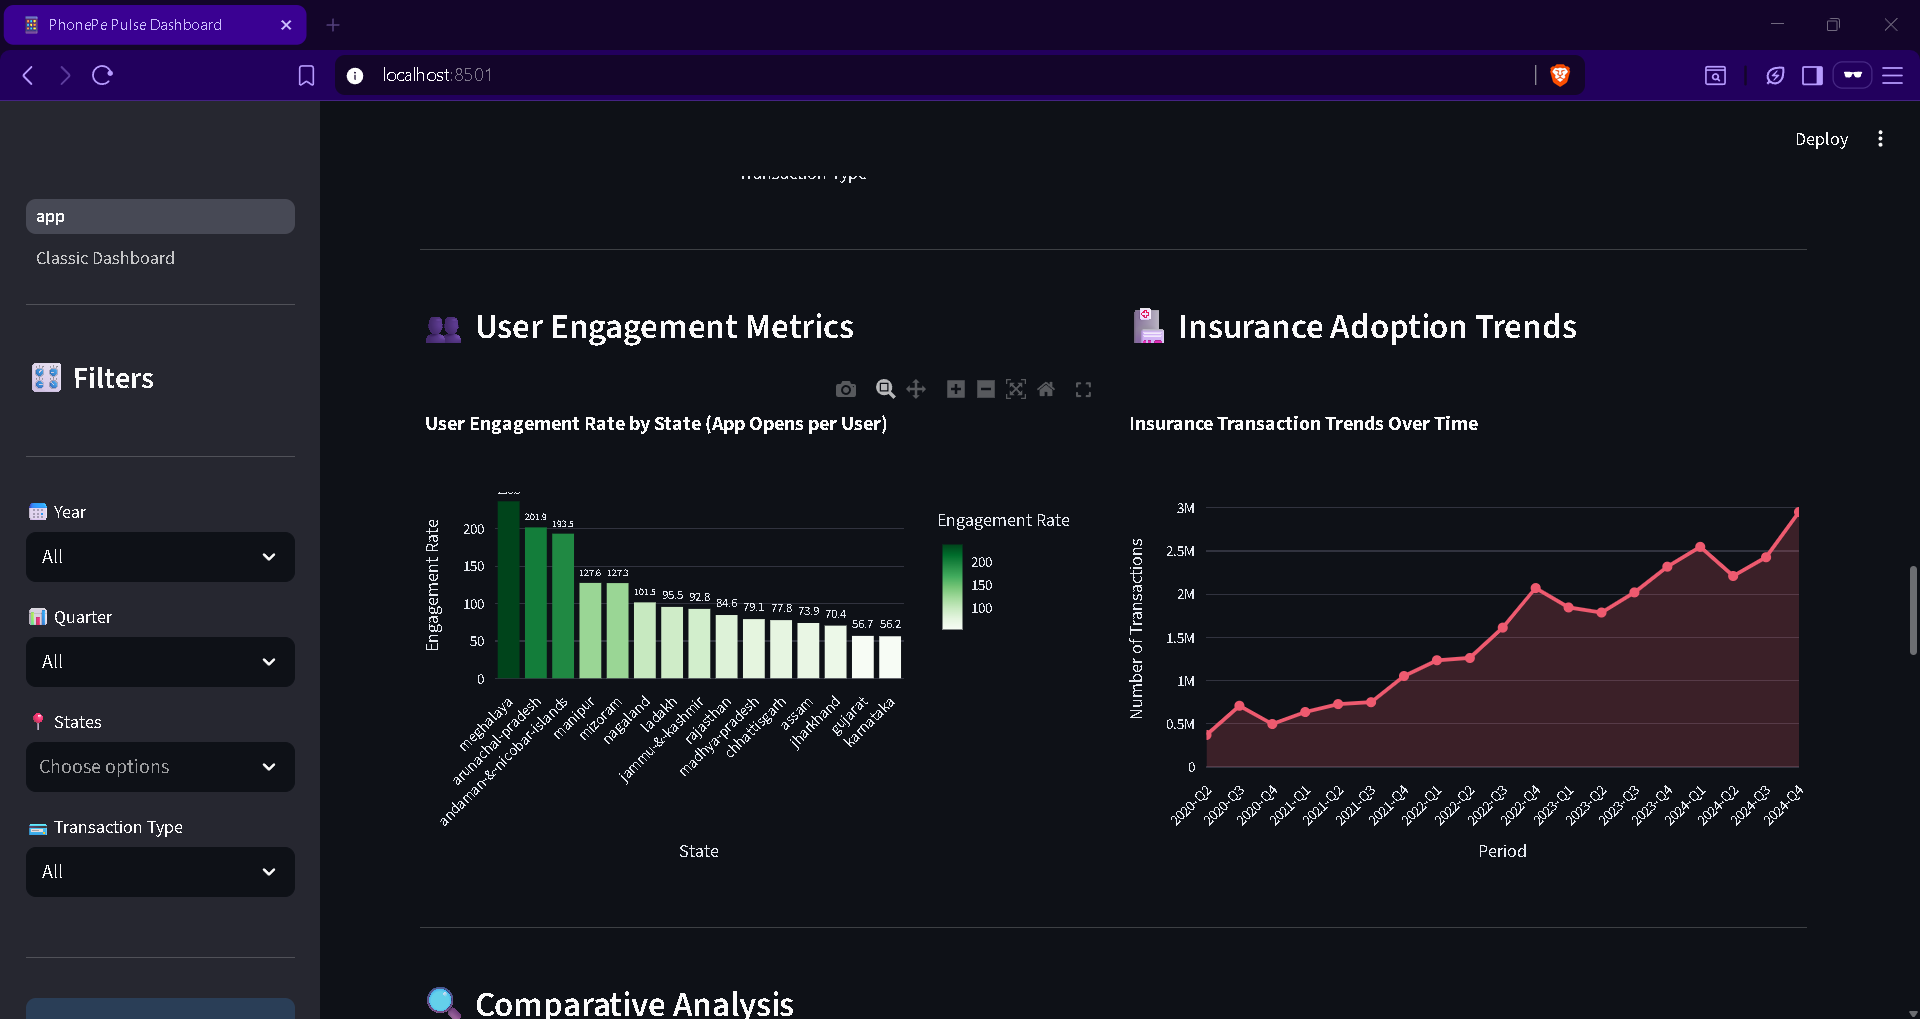 PhonePe Pulse Dashboard
localhost:8501
Deploy
app
Classic Dashboard
Filters
Year
All
Quarter
All
States
Choose options
Transaction Type
All
Transaction Type
User Engagement Metrics
User Engagement Rate by State (App Opens per User)
Engagement Rate
200
150
100
50
0
201.9
193.5
127.6
127.3
101.5
95.5
92.8
84.6
79.1
77.8
73.9
70.4
56.7
56.2
meghalaya
arunachal-pradesh
andaman-&-nicobar-islands
manipur
mizoram
nagaland
ladakh
jammu-&-kashmir
rajasthan
madhya-pradesh
chhattisgarh
assam
jharkhand
gujarat
karnataka
State
Engagement Rate
200
150
100
Insurance Adoption Trends
Insurance Transaction Trends Over Time
Number of Transactions
3M
2.5M
2M
1.5M
1M
0.5M
0
2020-Q2
2020-Q3
2020-Q4
2021-Q1
2021-Q2
2021-Q3
2021-Q4
2022-Q1
2022-Q2
2022-Q3
2022-Q4
2023-Q1
2023-Q2
2023-Q3
2023-Q4
2024-Q1
2024-Q2
2024-Q3
2024-Q4
Period
Comparative Analysis